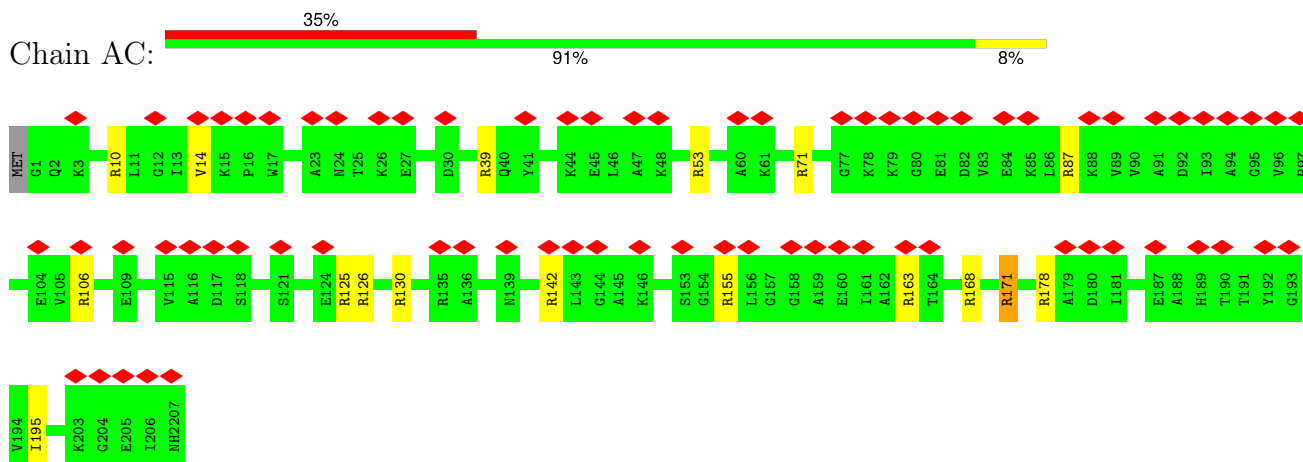 35%
Chain AC:
91% 8%
MET G1 Q2 K3 R10 L11 G12 I13 V14 K15 P16 W17 A23 N24 T25 K26 E27 D30 R39 Q40 Y41 K44 E45 L46 A47 K48 R53 A60 K61 R71 G77 K78 K79 G80 E81 D82 V83 E84 K85 L86 R87 K88 V89 V90 A91 D92 I93 A94 G95 V96
E104 V105 R106 E109 V115 A116 D117 S118 S121 E124 R125 R126 R130 R135 A136 N139 R142 L143 G144 A145 K146 S153 G154 R155 L156 G157 G158 A159 E160 I161 A162 R163 T164 R168 R171 R178 A179 D180 I181 E187 A188 H189 T190 T191 Y192 G193
V194 I195 K203 G204 E205 I206 NH2207